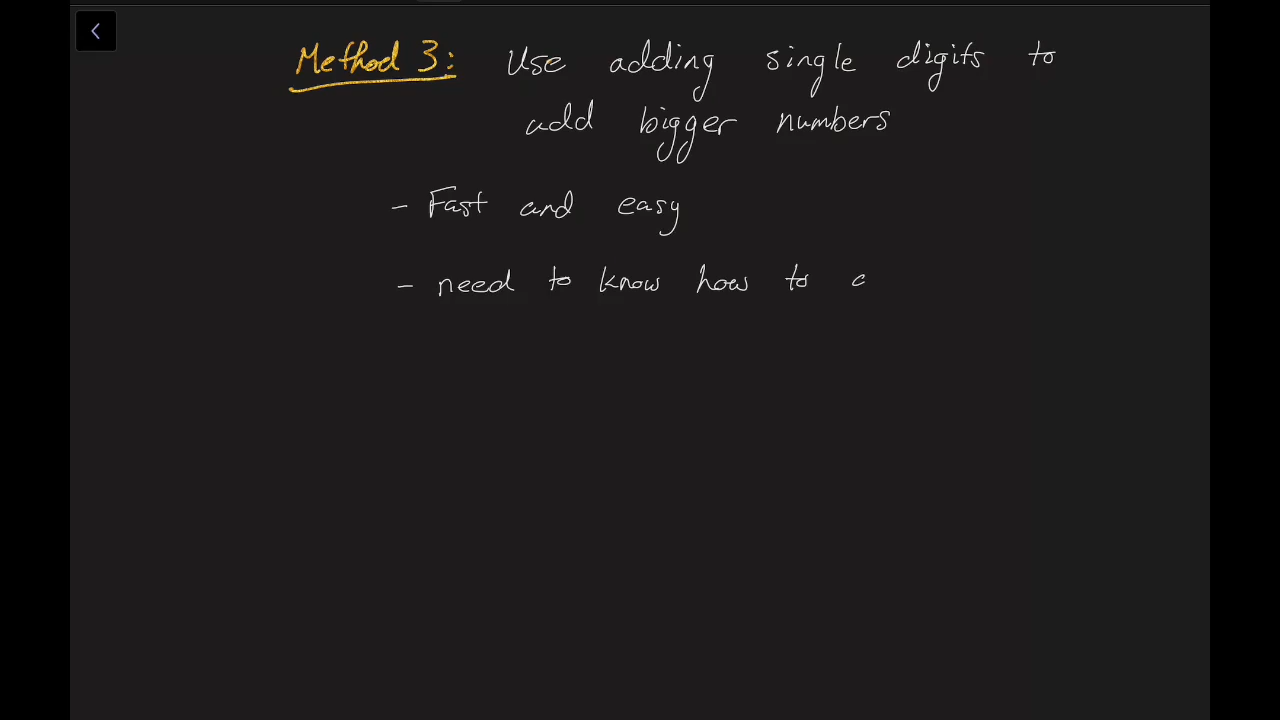 Method 3: Use adding single digits to
add bigger numbers
- Fast and easy
- need to know how to c